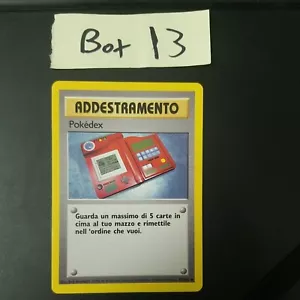 Box 13
ADDESTRAMENTO
Pokédex
Guarda un massimo di 5 carte in
cima al tuo mazzo e rimettile
nell'ordine che vuoi.